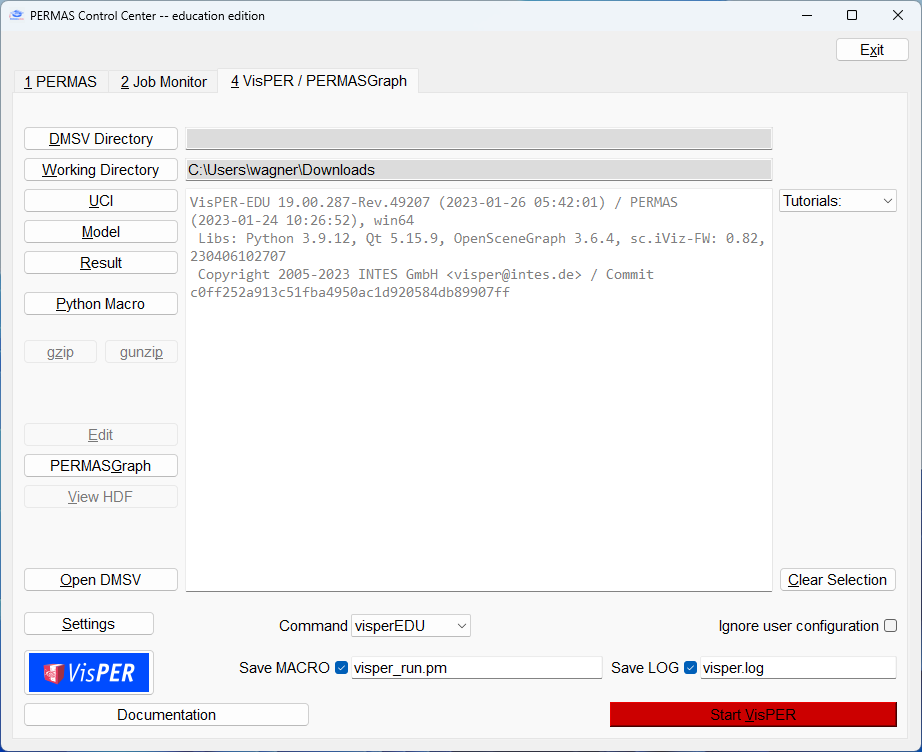 PERMAS Control Center -- education edition
Exit
1 PERMAS
2 Job Monitor
4 VisPER / PERMASGraph
DMSV Directory
Working Directory
C:\Users\wagner\Downloads
UCI
VisPER-EDU 19.00.287-Rev.49207 (2023-01-26 05:42:01) / PERMAS
(2023-01-24 10:26:52), win64
Libs: Python 3.9.12, Qt 5.15.9, OpenSceneGraph 3.6.4, sc.iViz-FW: 0.82,
230406102707
Copyright 2005-2023 INTES GmbH <visper@intes.de> / Commit
c0ff252a913c51fba4950ac1d920584db89907ff
Tutorials:
Model
Result
Python Macro
gzip
gunzip
Edit
PERMASGraph
View HDF
Open DMSV
Clear Selection
Settings
Command
visperEDU
Ignore user configuration
VisPER
Save MACRO
visper_run.pm
Save LOG
visper.log
Documentation
Start VisPER